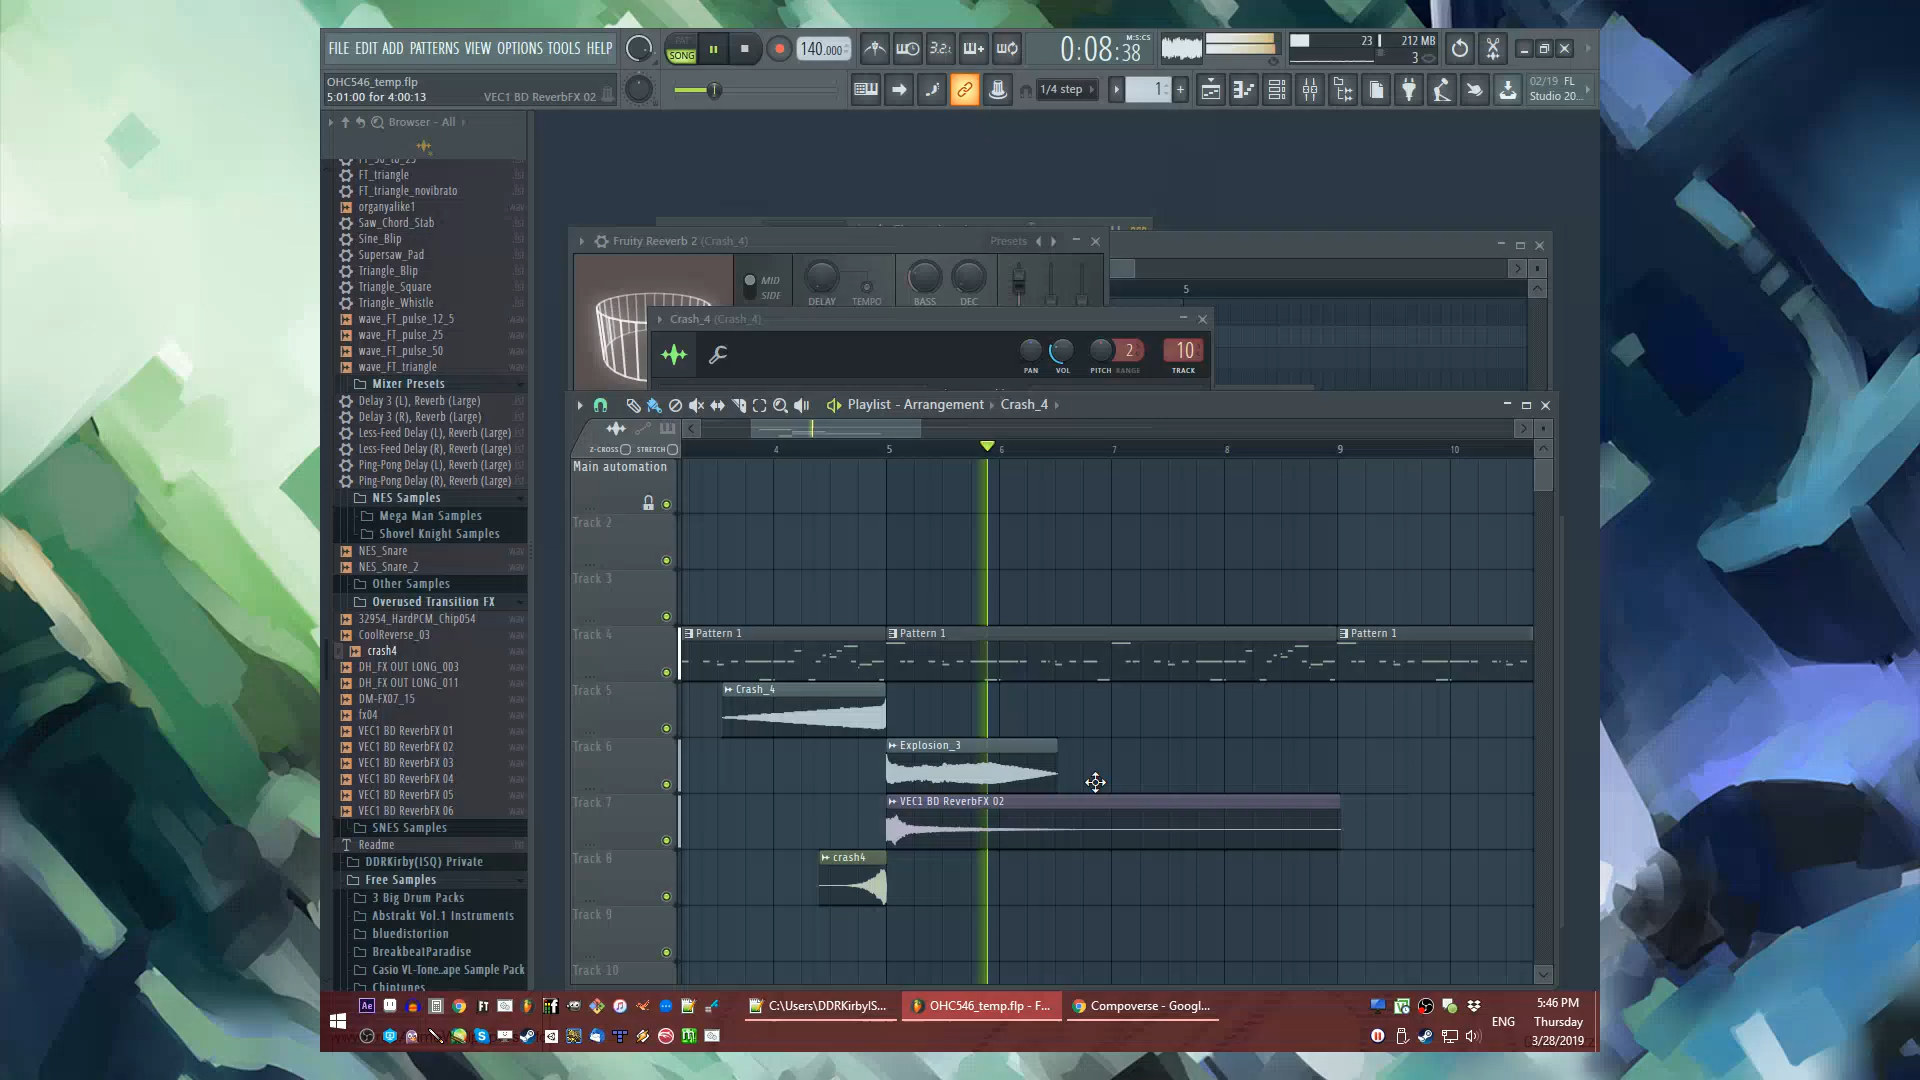 FILE EDIT ADD PATTERNS VIEW OPTIONS TOOLS HELP
SONG
140.000
3.2.
0:08:38
M:S:CS
23
212 MB
3
OHC546_temp.flp
5:01:00 for 4:00:13
VEC1 BD ReverbFX 02
1/4 step
1
02/19 FL
Studio 20...
Browser - All
FT_triangle
FT_triangle_novibrato
organyalike1
Saw_Chord_Stab
Sine_Blip
Supersaw_Pad
Triangle_Blip
Triangle_Square
Triangle_Whistle
wave_FT_pulse_12_5
wave_FT_pulse_25
wave_FT_pulse_50
wave_FT_triangle
Mixer Presets
Delay 3 (L), Reverb (Large)
Delay 3 (R), Reverb (Large)
Less-Feed Delay (L), Reverb (Large)
Less-Feed Delay (R), Reverb (Large)
Ping-Pong Delay (L), Reverb (Large)
Ping-Pong Delay (R), Reverb (Large)
NES Samples
Mega Man Samples
Shovel Knight Samples
NES_Snare
NES_Snare_2
Other Samples
Overused Transition FX
32954_HardPCM_Chip054
CoolReverse_03
crash4
DH_FX OUT LONG_003
DH_FX OUT LONG_011
DM-FX07_15
fx04
VEC1 BD ReverbFX 01
VEC1 BD ReverbFX 02
VEC1 BD ReverbFX 03
VEC1 BD ReverbFX 04
VEC1 BD ReverbFX 05
VEC1 BD ReverbFX 06
SNES Samples
Readme
DDRKirby(ISQ) Private
Free Samples
3 Big Drum Packs
Abstrakt Vol.1 Instruments
bluedistortion
BreakbeatParadise
Casio VL-Tone..ape Sample Pack
Chiptunes
Fruity Reeverb 2 (Crash_4)
Presets
MID
SIDE
DELAY TEMPO BASS DEC
5
Crash_4 (Crash_4)
2
10
PAN VOL PITCH RANGE TRACK
Playlist - Arrangement Crash_4
Z-CROSS STRETCH
4 5 6 7 8 9 10
Main automation
Track 2
Track 3
Track 4
Pattern 1
Pattern 1
Pattern 1
Track 5
Crash_4
Track 6
Explosion_3
Track 7
VEC1 BD ReverbFX 02
Track 8
crash4
Track 9
Track 10
C:\Users\DDRKirbyIS...
OHC546_temp.flp - F...
Compoverse - Googl...
ENG
5:46 PM
Thursday
3/28/2019